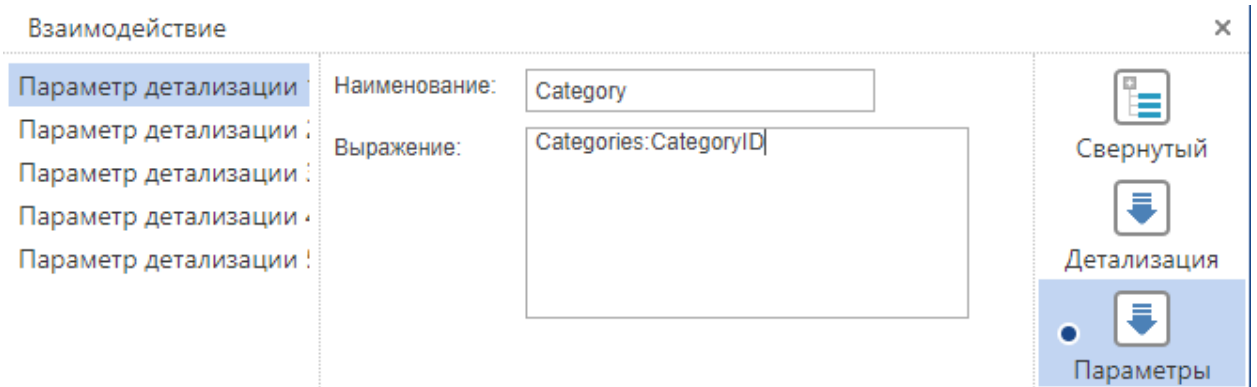 Взаимодействие
Параметр детализации
Параметр детализации
Параметр детализации
Параметр детализации
Параметр детализации
Наименование:
Category
Выражение:
Categories:CategoryID
Свернутый
Детализация
Параметры